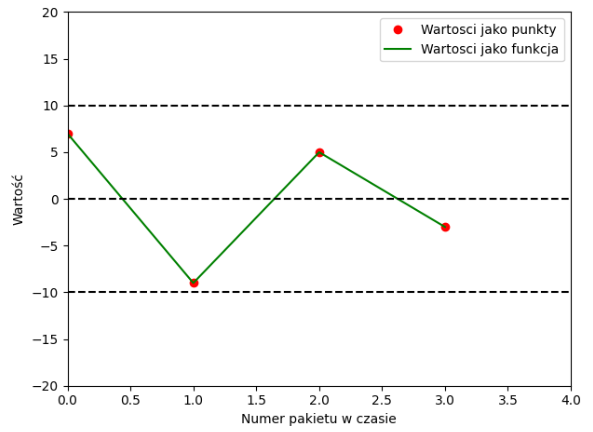 20
15
10
5
0
−5
−10
−15
−20
Wartość
0.0 0.5 1.0 1.5 2.0 2.5 3.0 3.5 4.0
Numer pakietu w czasie
Wartosci jako punkty
Wartosci jako funkcja